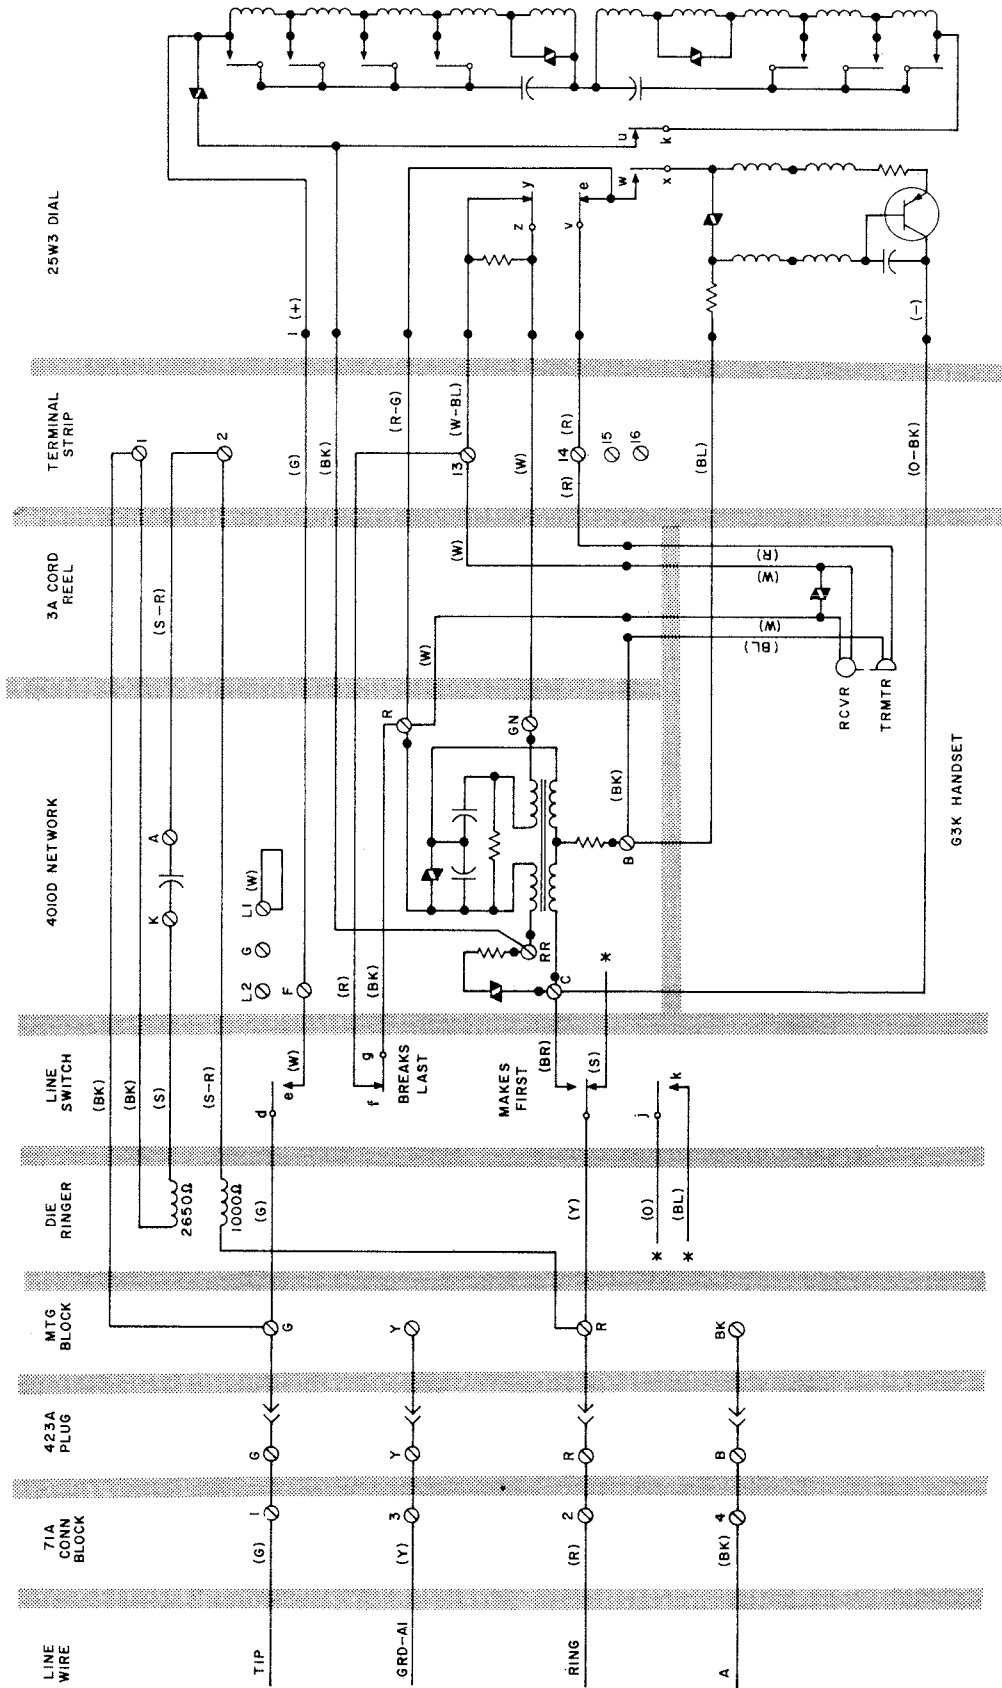 LINE
WIRE
71A
CONN
BLOCK
423A
PLUG
MTG
BLOCK
DIE
RINGER
LINE
SWITCH
4010D NETWORK
3A CORD
REEL
TERMINAL
STRIP
25W3 DIAL
(BK)
(BK)
(S)
(S-R)
2650Ω
1000Ω
K
A
(S-R)
1
2
TIP
(G)
1
G
G
(G)
d
e
(W)
F
L2
G
L1
(W)
(G)
(BK)
1
(+)
GRD-A1
(Y)
3
Y
Y
f
g
BREAKS
LAST
(R)
(BK)
R
(W)
(R-G)
(W)
13
(W-BL)
GN
(W)
RR
C
(BR)
(S)
*
MAKES
FIRST
RING
(R)
2
R
R
(Y)
(R)
14
(R)
15
16
z
y
v
e
w
x
u
k
*
*
(O)
(BL)
j
k
B
(BK)
(BL)
A
(BK)
4
B
BK
(R)
(W)
(W)
(BL)
RCVR
TRMTR
G3K HANDSET
(O-BK)
(-)